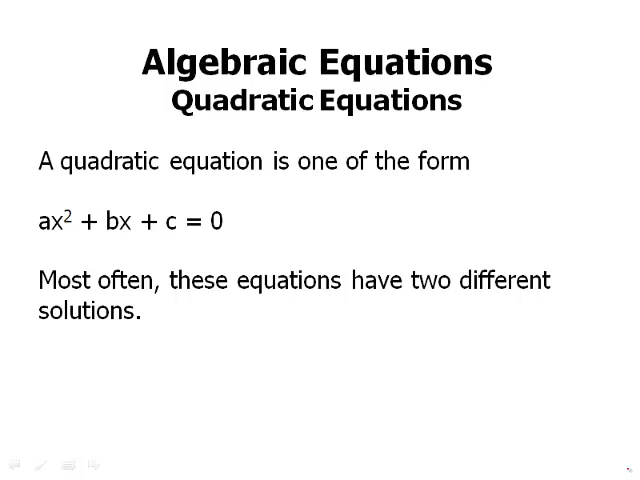 Algebraic Equations
Quadratic Equations
A quadratic equation is one of the form
ax² + bx + c = 0
Most often, these equations have two different
solutions.